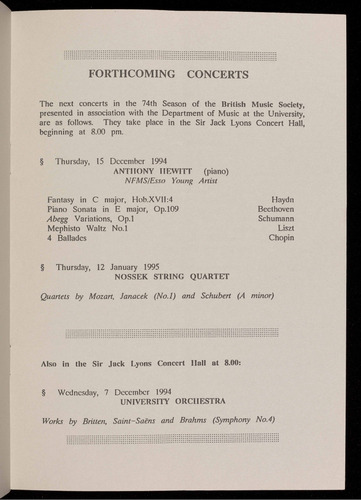 FORTHCOMING CONCERTS
The next concerts in the 74th Season of the British Music Society,
presented in association with the Department of Music at the University,
are as follows. They take place in the Sir Jack Lyons Concert Hall,
beginning at 8.00 pm.
§ Thursday, 15 December 1994
ANTHONY HEWITT (piano)
NFMS/Esso Young Artist
Fantasy in C major, Hob.XVII:4 Haydn
Piano Sonata in E major, Op.109 Beethoven
Abegg Variations, Op.1 Schumann
Mephisto Waltz No.1 Liszt
4 Ballades Chopin
§ Thursday, 12 January 1995
NOSSEK STRING QUARTET
Quartets by Mozart, Janacek (No.1) and Schubert (A minor)
Also in the Sir Jack Lyons Concert Hall at 8.00:
§ Wednesday, 7 December 1994
UNIVERSITY ORCHESTRA
Works by Britten, Saint-Saëns and Brahms (Symphony No.4)